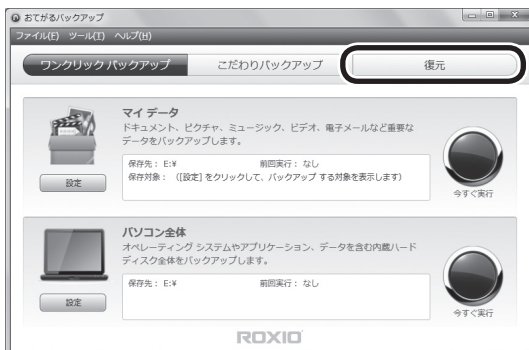 おてがるバックアップ
ファイル(F) ツール(T) ヘルプ(H)
ワンクリック バックアップ こだわりバックアップ 復元
マイ データ
ドキュメント、ピクチャ、ミュージック、ビデオ、電子メールなど重要な
データをバックアップします。
保存先： E:¥ 前回実行： なし
保存対象： （[設定] をクリックして、バックアップ する対象を表示します）
設定
今すぐ実行
パソコン全体
オペレーティング システムやアプリケーション、データを含む内蔵ハード
ディスク全体をバックアップします。
保存先： E:¥ 前回実行： なし
設定
今すぐ実行
ROXIO